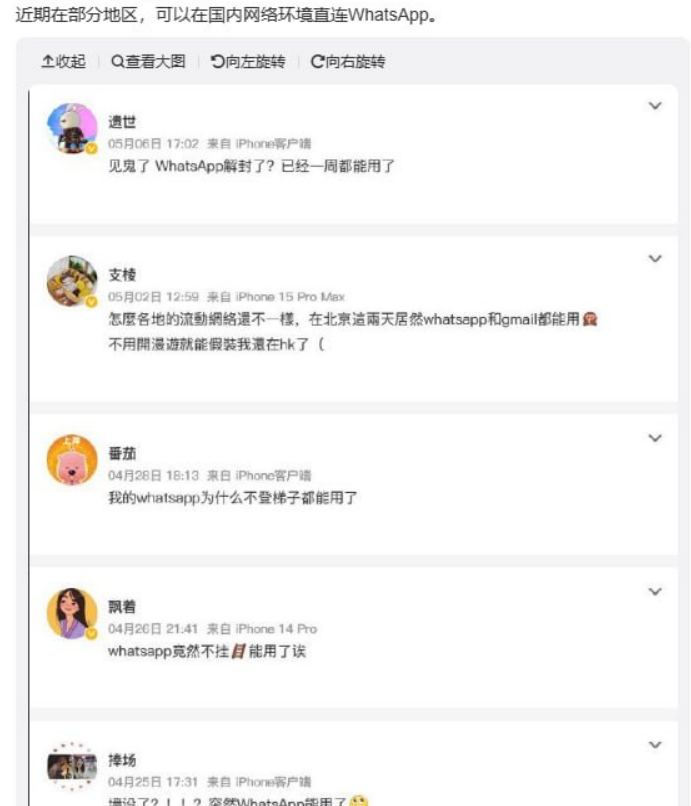 近期在部分地区，可以在国内网络环境直连WhatsApp。
收起 查看大图 向左旋转 向右旋转
遗世
05月06日 17:02 来自 iPhone客户端
见鬼了 WhatsApp解封了？已经一周都能用了
支棱
05月02日 12:59 来自 iPhone 15 Pro Max
怎麼各地的流動網絡還不一樣，在北京這兩天居然whatsapp和gmail都能用
不用開漫遊就能假裝我還在hk了（
番茄
04月28日 18:13 来自 iPhone客户端
我的whatsapp为什么不登梯子都能用了
飘着
04月26日 21:41 来自 iPhone 14 Pro
whatsapp竟然不挂🪜能用了诶
捧场
04月25日 17:31 来自 iPhone客户端
墙没了？！！？突然WhatsApp能用了